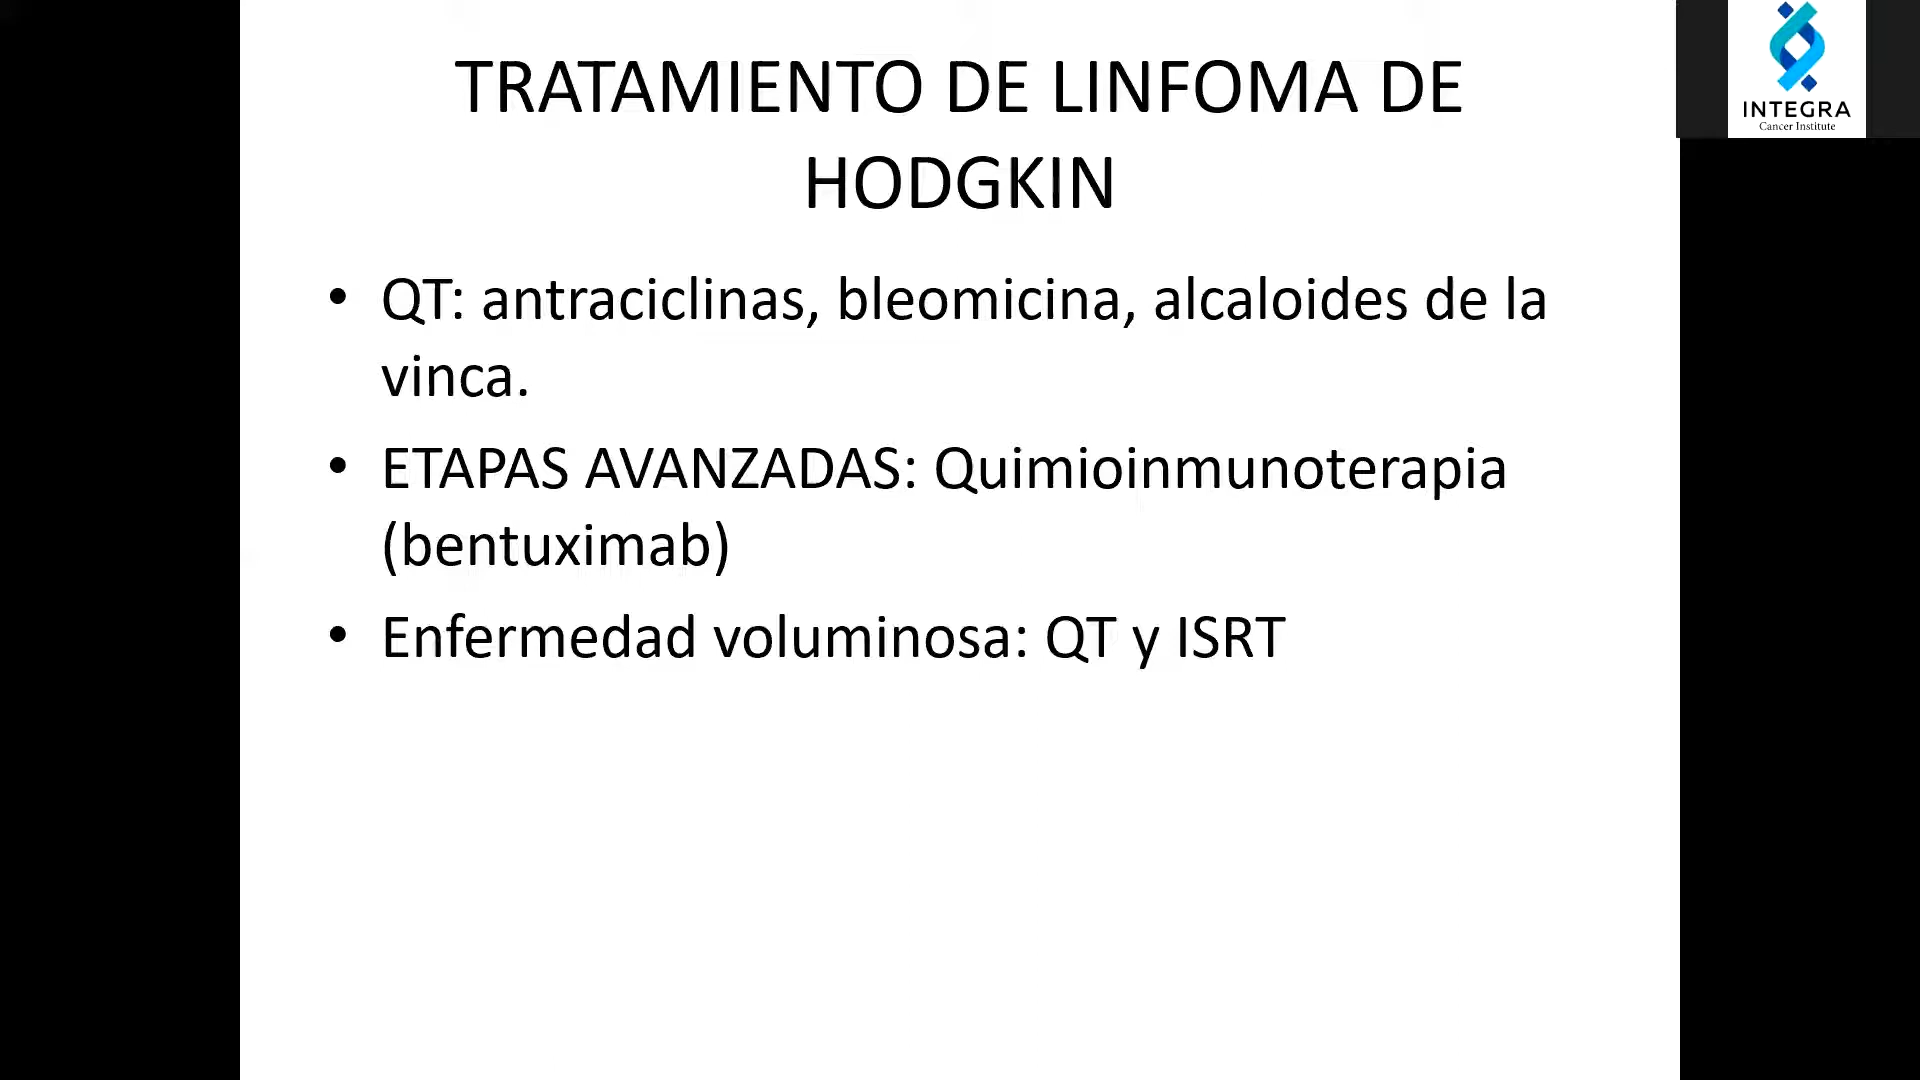 TRATAMIENTO DE LINFOMA DE
HODGKIN
• QT: antraciclinas, bleomicina, alcaloides de la
vinca.
• ETAPAS AVANZADAS: Quimioinmunoterapia
(bentuximab)
• Enfermedad voluminosa: QT y ISRT
INTEGRA
Cancer Institute